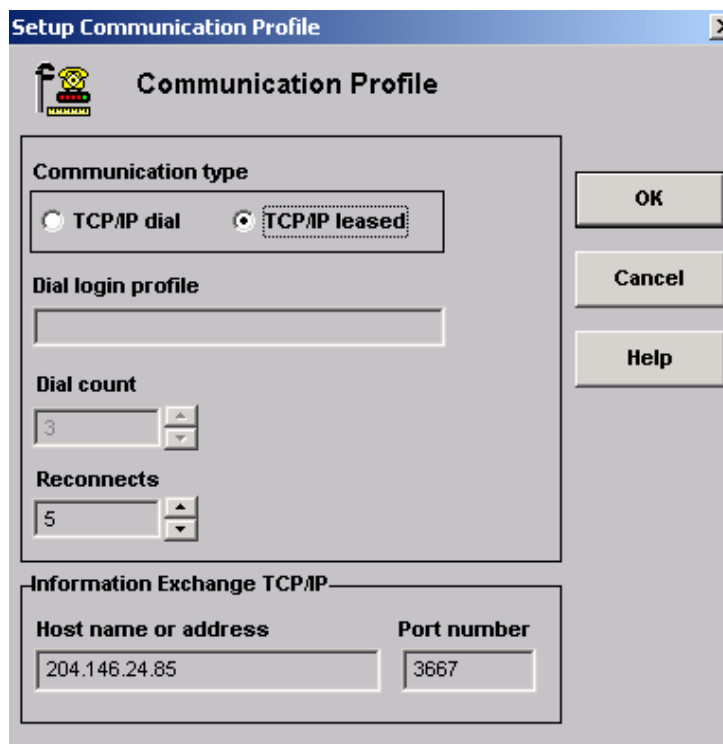 Setup Communication Profile
Communication Profile
Communication type
TCP/IP dial TCP/IP leased
Dial login profile
Dial count
3
Reconnects
5
OK
Cancel
Help
Information Exchange TCP/IP
Host name or address Port number
204.146.24.85 3667